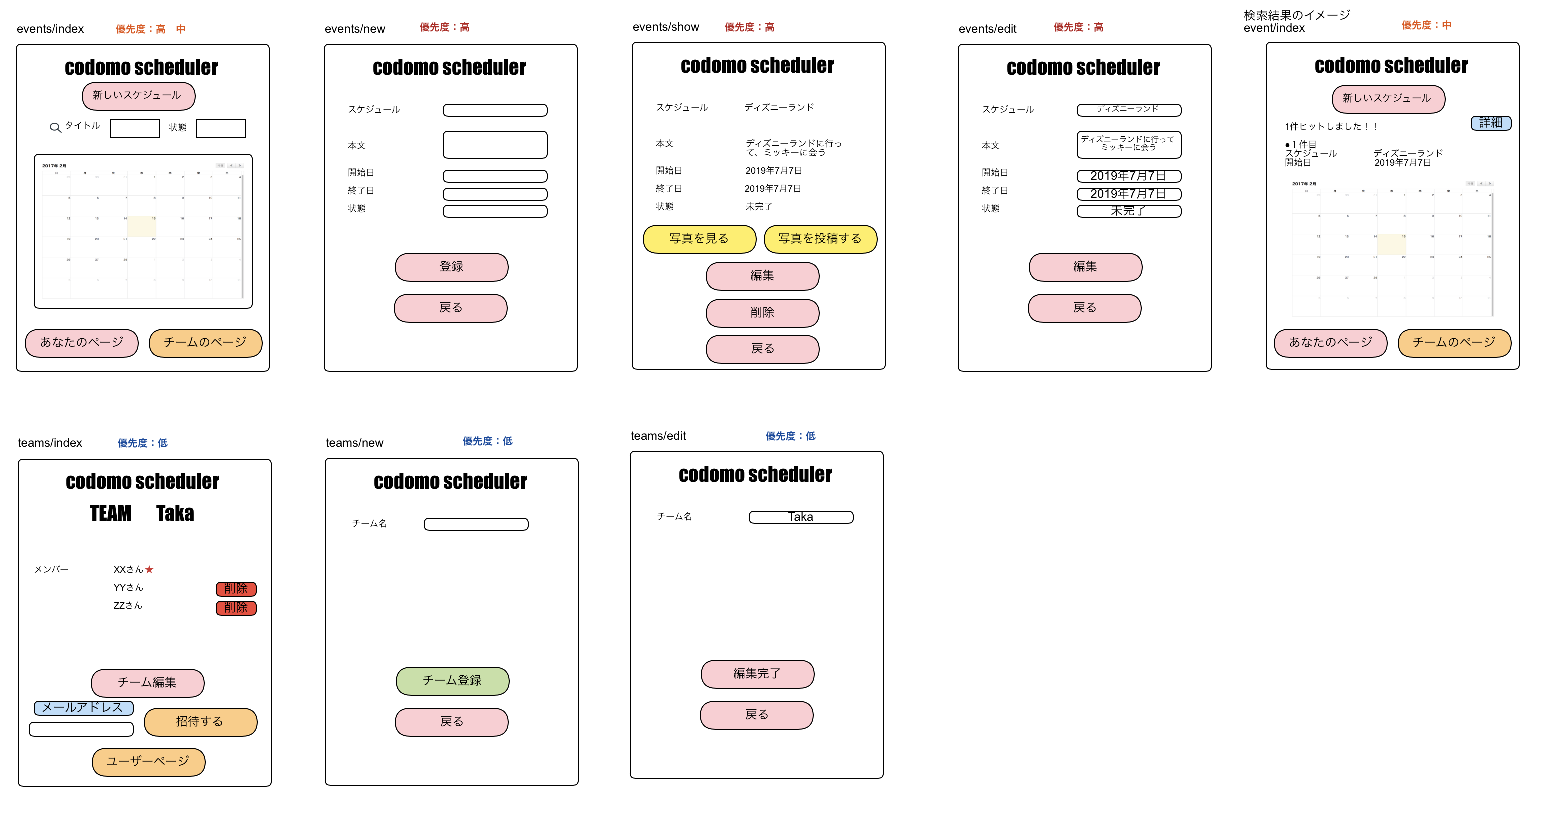 events/index
優先度：高　中
codomo scheduler
新しいスケジュール
タイトル
状態
2017年 2月
あなたのページ
チームのページ
events/new
優先度：高
codomo scheduler
スケジュール
本文
開始日
終了日
状態
登録
戻る
events/show
優先度：高
codomo scheduler
スケジュール
ディズニーランド
本文
ディズニーランドに行っ
て、ミッキーに会う
開始日
2019年7月7日
終了日
2019年7月7日
状態
未完了
写真を見る
写真を投稿する
編集
削除
戻る
events/edit
優先度：高
codomo scheduler
スケジュール
ディズニーランド
本文
ディズニーランドに行って
ミッキーに会う
開始日
2019年7月7日
終了日
2019年7月7日
状態
未完了
編集
戻る
検索結果のイメージ
event/index
優先度：中
codomo scheduler
新しいスケジュール
1件ヒットしました！！
詳細
●１件目
スケジュール
ディズニーランド
開始日
2019年7月7日
2017年 2月
あなたのページ
チームのページ
teams/index
優先度：低
codomo scheduler
TEAM Taka
メンバー
XXさん★
YYさん
削除
ZZさん
削除
チーム編集
メールアドレス
招待する
ユーザーページ
teams/new
優先度：低
codomo scheduler
チーム名
チーム登録
戻る
teams/edit
優先度：低
codomo scheduler
チーム名
Taka
編集完了
戻る